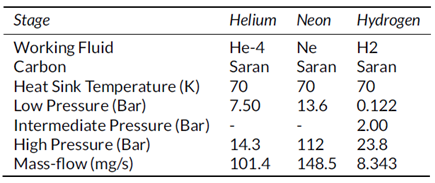 Stage Helium Neon Hydrogen
Working Fluid He-4 Ne H2
Carbon Saran Saran Saran
Heat Sink Temperature (K) 70 70 70
Low Pressure (Bar) 7.50 13.6 0.122
Intermediate Pressure (Bar) - - 2.00
High Pressure (Bar) 14.3 112 23.8
Mass-flow (mg/s) 101.4 148.5 8.343